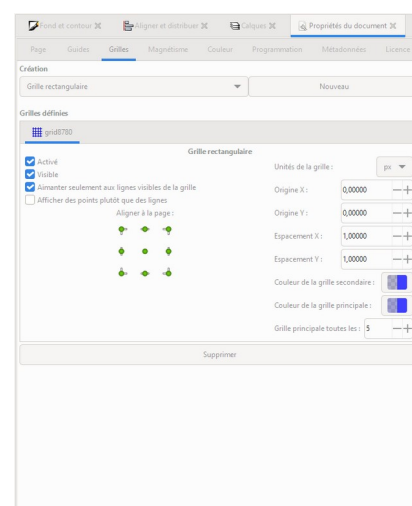 Fond et contour Aligner et distribuer Calques Propriétés du document
Page Guides Grilles Magnétisme Couleur Programmation Métadonnées Licence
Création
Grille rectangulaire Nouveau
Grilles définies
grid8780
Grille rectangulaire
Activé
Visible
Aimanter seulement aux lignes visibles de la grille
Afficher des points plutôt que des lignes
Aligner à la page :
Unités de la grille : px
Origine X : 0,00000
Origine Y : 0,00000
Espacement X : 1,00000
Espacement Y : 1,00000
Couleur de la grille secondaire :
Couleur de la grille principale :
Grille principale toutes les : 5
Supprimer